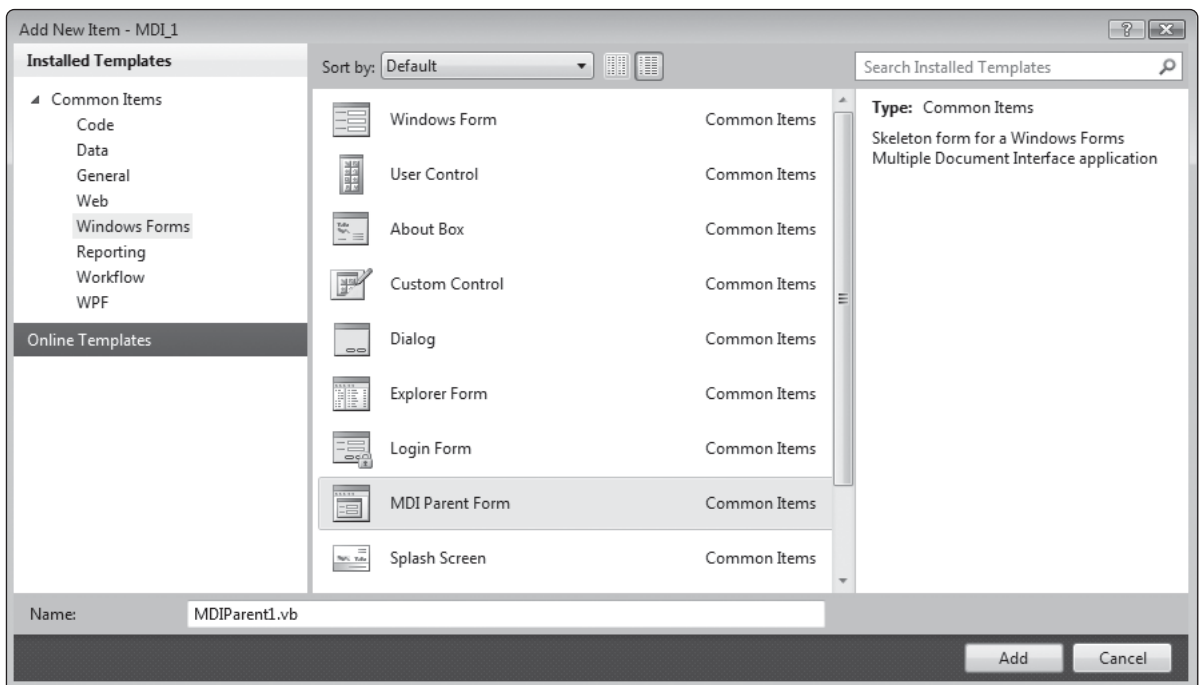 Add New Item - MDI_1
Installed Templates
Sort by: Default
Search Installed Templates
Common Items
Code
Data
General
Web
Windows Forms
Reporting
Workflow
WPF
Online Templates
Windows Form Common Items
User Control Common Items
About Box Common Items
Custom Control Common Items
Dialog Common Items
Explorer Form Common Items
Login Form Common Items
MDI Parent Form Common Items
Splash Screen Common Items
Type: Common Items
Skeleton form for a Windows Forms
Multiple Document Interface application
Name: MDIParent1.vb
Add Cancel